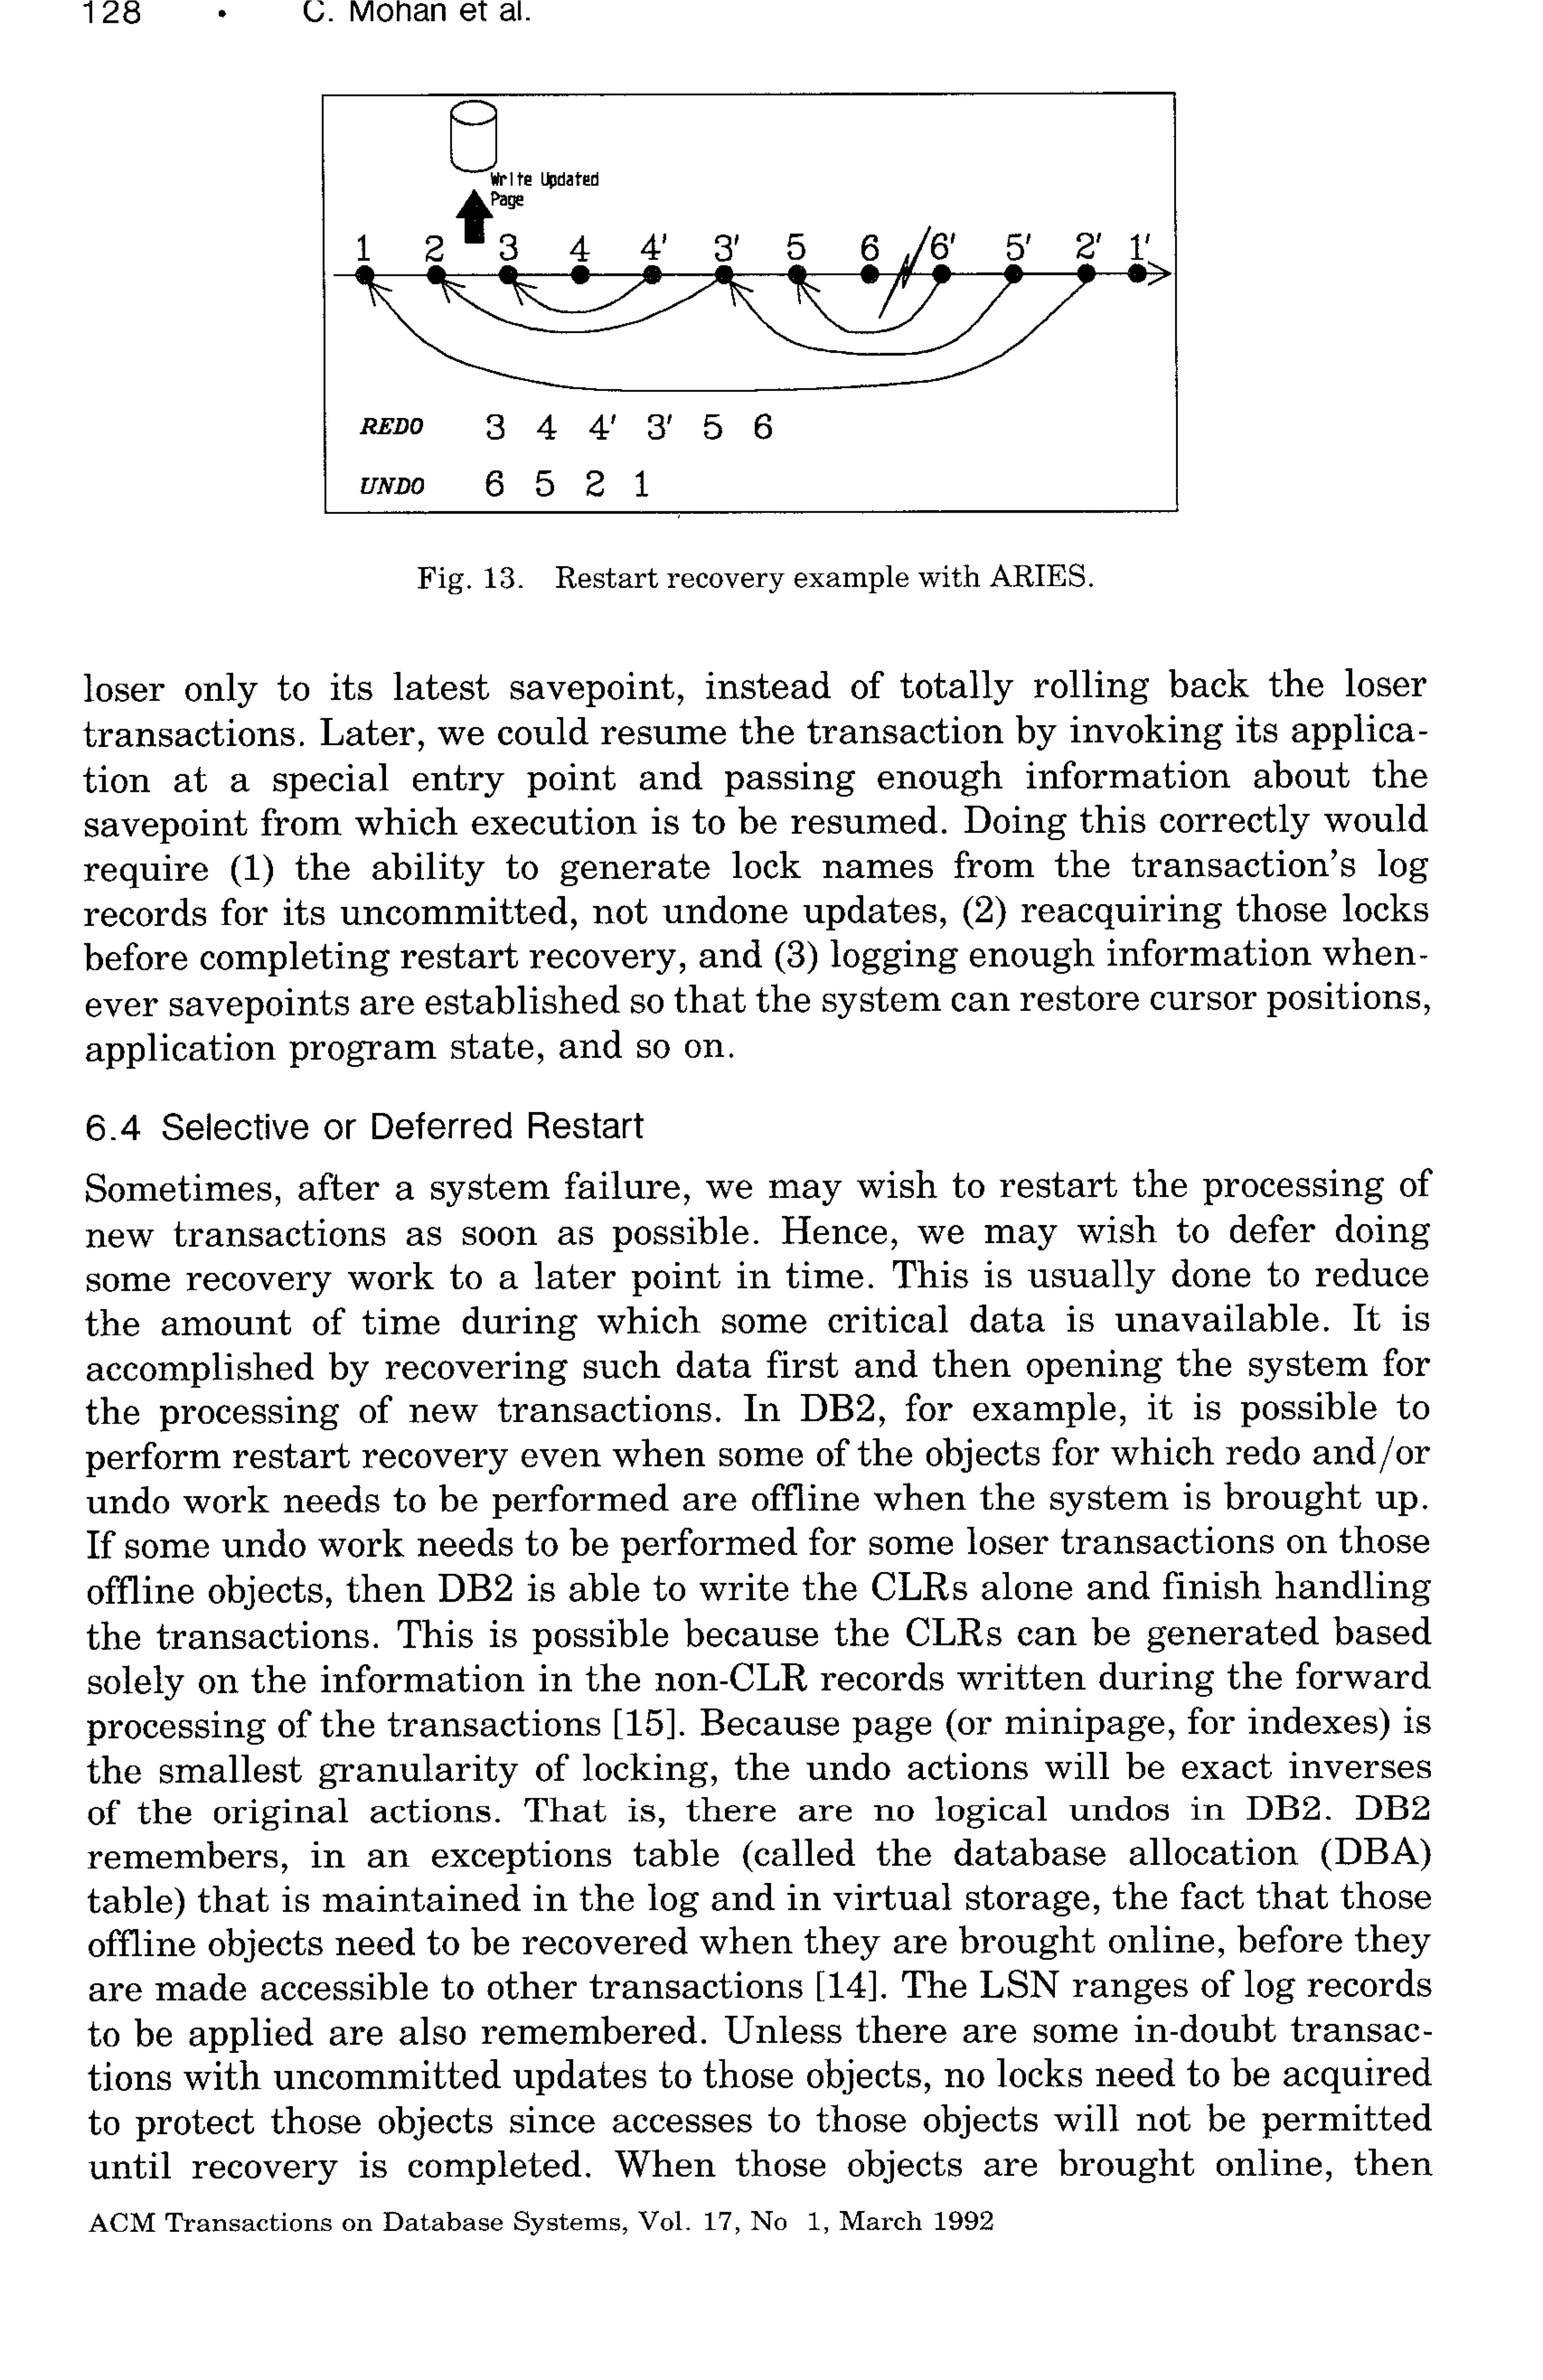 128 • C. Mohan et al.
Write Updated
Page
1 2 3 4 4' 3' 5 6 6' 5' 2' 1'
REDO 3 4 4' 3' 5 6
UNDO 6 5 2 1
Fig. 13. Restart recovery example with ARIES.
loser only to its latest savepoint, instead of totally rolling back the loser
transactions. Later, we could resume the transaction by invoking its applica-
tion at a special entry point and passing enough information about the
savepoint from which execution is to be resumed. Doing this correctly would
require (1) the ability to generate lock names from the transaction's log
records for its uncommitted, not undone updates, (2) reacquiring those locks
before completing restart recovery, and (3) logging enough information when-
ever savepoints are established so that the system can restore cursor positions,
application program state, and so on.
6.4 Selective or Deferred Restart
Sometimes, after a system failure, we may wish to restart the processing of
new transactions as soon as possible. Hence, we may wish to defer doing
some recovery work to a later point in time. This is usually done to reduce
the amount of time during which some critical data is unavailable. It is
accomplished by recovering such data first and then opening the system for
the processing of new transactions. In DB2, for example, it is possible to
perform restart recovery even when some of the objects for which redo and/or
undo work needs to be performed are offline when the system is brought up.
If some undo work needs to be performed for some loser transactions on those
offline objects, then DB2 is able to write the CLRs alone and finish handling
the transactions. This is possible because the CLRs can be generated based
solely on the information in the non-CLR records written during the forward
processing of the transactions [15]. Because page (or minipage, for indexes) is
the smallest granularity of locking, the undo actions will be exact inverses
of the original actions. That is, there are no logical undos in DB2. DB2
remembers, in an exceptions table (called the database allocation (DBA)
table) that is maintained in the log and in virtual storage, the fact that those
offline objects need to be recovered when they are brought online, before they
are made accessible to other transactions [14]. The LSN ranges of log records
to be applied are also remembered. Unless there are some in-doubt transac-
tions with uncommitted updates to those objects, no locks need to be acquired
to protect those objects since accesses to those objects will not be permitted
until recovery is completed. When those objects are brought online, then
ACM Transactions on Database Systems, Vol. 17, No 1, March 1992